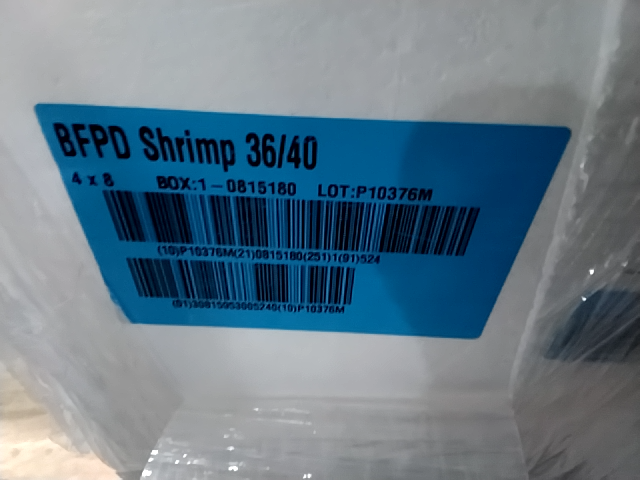 BFPD Shrimp 36/40
4 x 8 BOX:1-0815180 LOT:P10376M
(10)P10376M(21)0815180(251)1(91)524
(01)30815953005240(10)P10376M